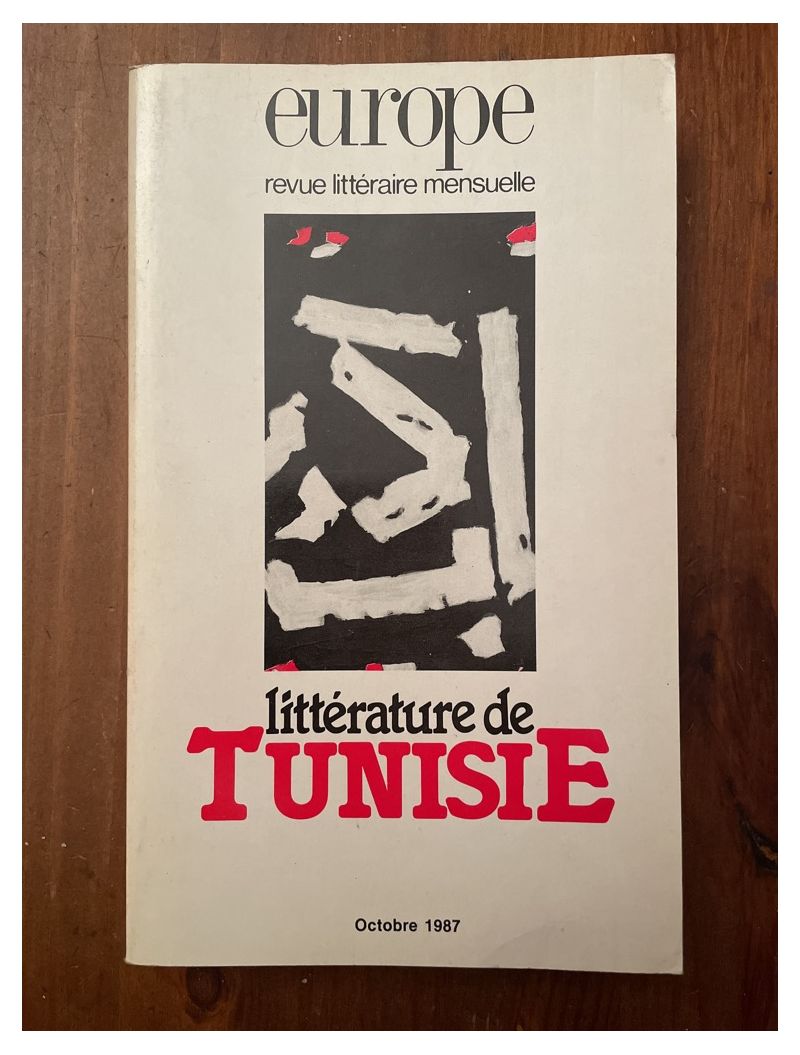 europe
revue littéraire mensuelle
littérature de
TUNISIE
Octobre 1987